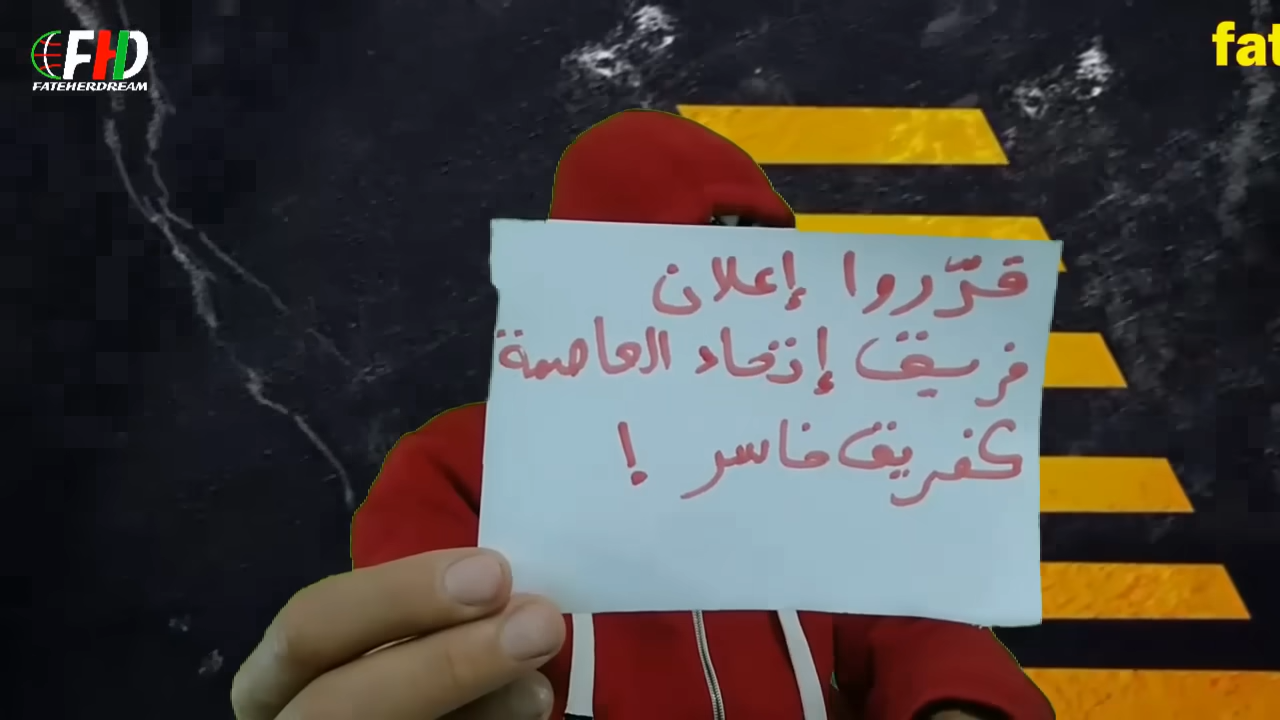 FHD
FATEHERDREAM
fat
قرّروا إعلان
فريق إتحاد العاصمة
كفريق خاسر !